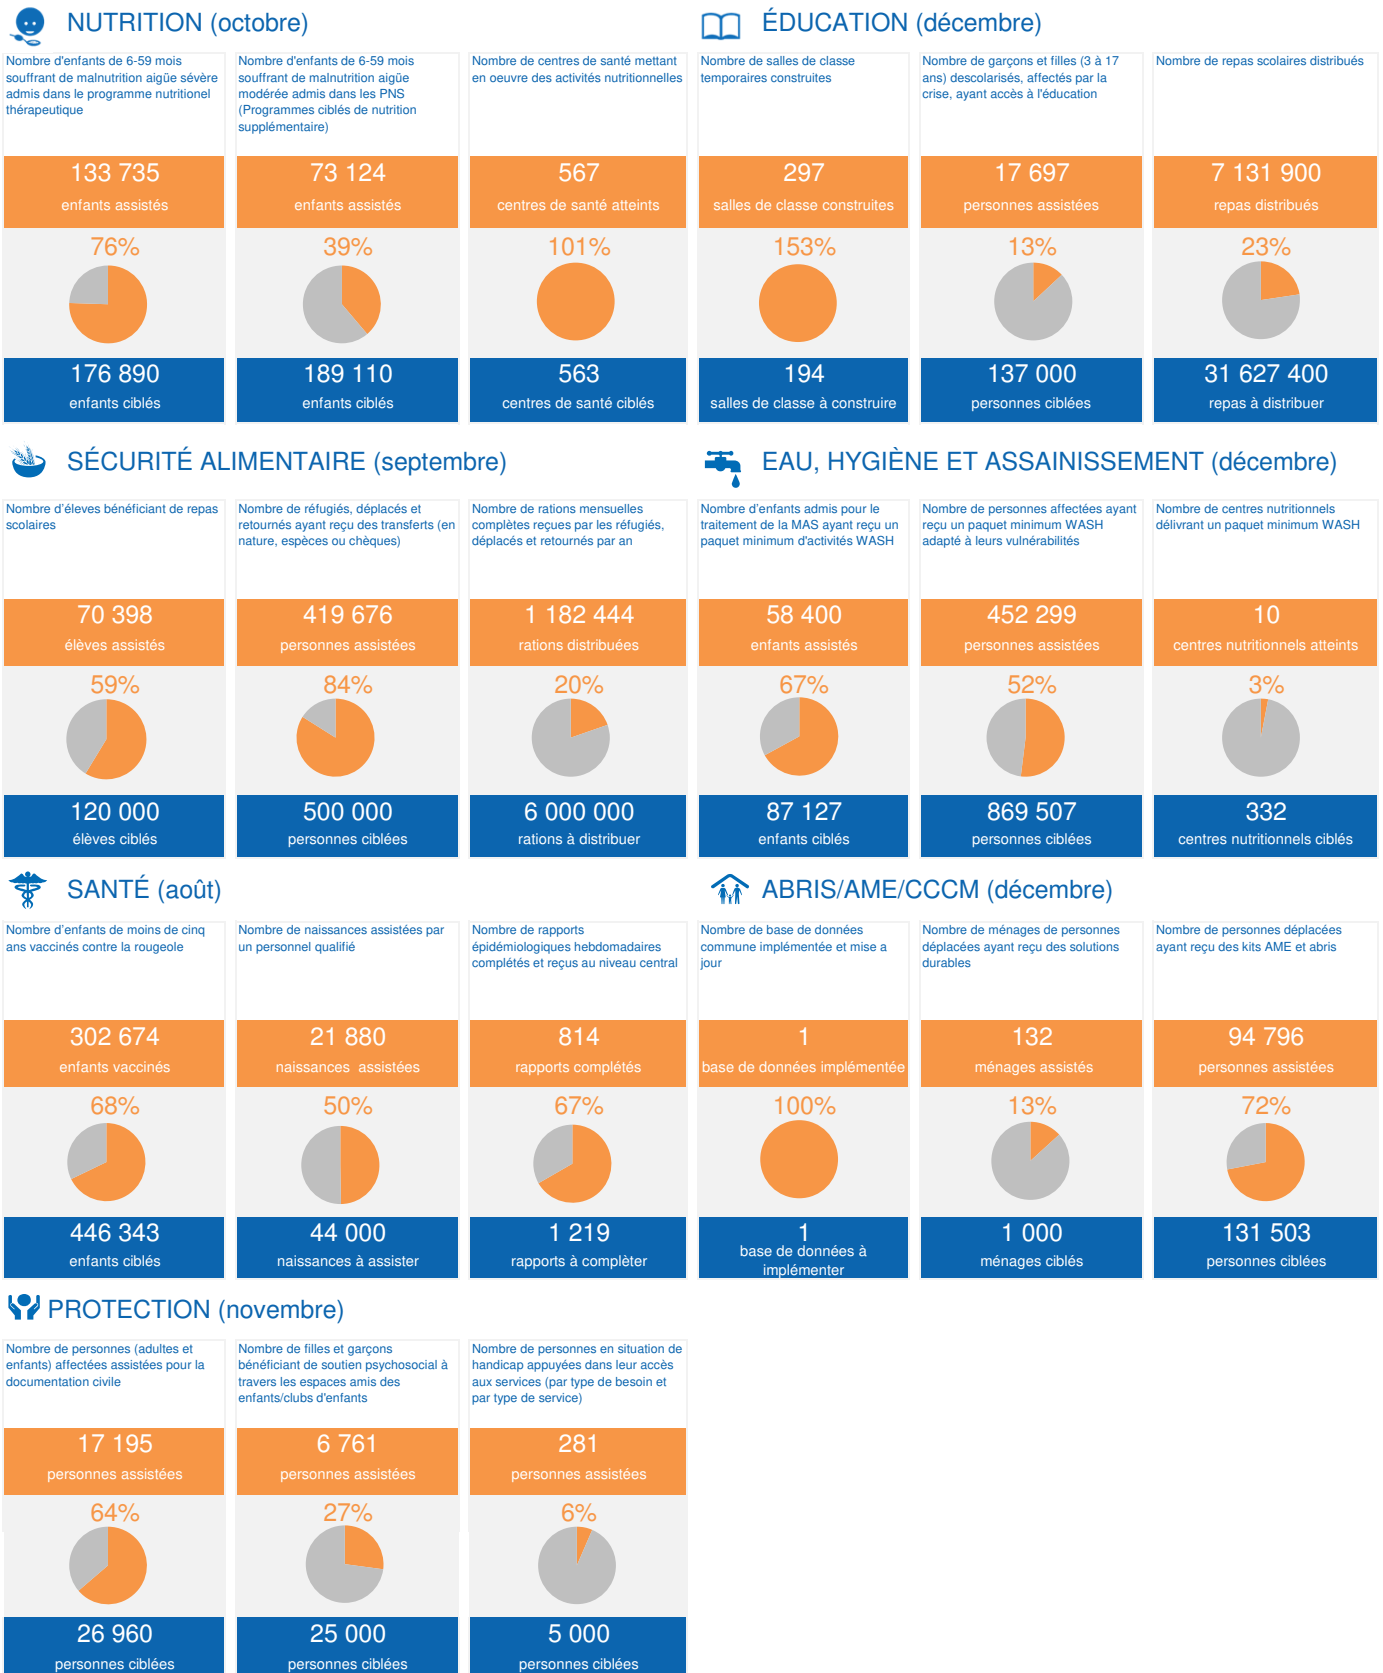 NUTRITION (octobre)
Nombre d'enfants de 6-59 mois
souffrant de malnutrition aigüe sévère
admis dans le programme nutritionel
thérapeutique
133 735
enfants assistés
76%
176 890
enfants ciblés
Nombre d'enfants de 6-59 mois
souffrant de malnutrition aigüe
modérée admis dans les PNS
(Programmes ciblés de nutrition
supplémentaire)
73 124
enfants assistés
39%
189 110
enfants ciblés
Nombre de centres de santé mettant
en oeuvre des activités nutritionnelles
567
centres de santé atteints
101%
563
centres de santé ciblés
ÉDUCATION (décembre)
Nombre de salles de classe
temporaires construites
297
salles de classe construites
153%
194
salles de classe à construire
Nombre de garçons et filles (3 à 17
ans) descolarisés, affectés par la
crise, ayant accès à l'éducation
17 697
personnes assistées
13%
137 000
personnes ciblées
Nombre de repas scolaires distribués
7 131 900
repas distribués
23%
31 627 400
repas à distribuer
SÉCURITÉ ALIMENTAIRE (septembre)
Nombre d'éleves bénéficiant de repas
scolaires
70 398
élèves assistés
59%
120 000
élèves ciblés
Nombre de réfugiés, déplacés et
retournés ayant reçu des transferts (en
nature, espèces ou chèques)
419 676
personnes assistées
84%
500 000
personnes ciblées
Nombre de rations mensuelles
complètes reçues par les réfugiés,
déplacés et retournés par an
1 182 444
rations distribuées
20%
6 000 000
rations à distribuer
EAU, HYGIÈNE ET ASSAINISSEMENT (décembre)
Nombre d'enfants admis pour le
traitement de la MAS ayant reçu un
paquet minimum d'activités WASH
58 400
enfants assistés
67%
87 127
enfants ciblés
Nombre de personnes affectées ayant
reçu un paquet minimum WASH
adapté à leurs vulnérabilités
452 299
personnes assistées
52%
869 507
personnes ciblées
Nombre de centres nutritionnels
délivrant un paquet minimum WASH
10
centres nutritionnels atteints
3%
332
centres nutritionnels ciblés
SANTÉ (août)
Nombre d'enfants de moins de cinq
ans vaccinés contre la rougeole
302 674
enfants vaccinés
68%
446 343
enfants ciblés
Nombre de naissances assistées par
un personnel qualifié
21 880
naissances assistées
50%
44 000
naissances à assister
Nombre de rapports
épidémiologiques hebdomadaires
complétés et reçus au niveau central
814
rapports complétés
67%
1 219
rapports à complèter
ABRIS/AME/CCCM (décembre)
Nombre de base de données
commune implémentée et mise a
jour
1
base de données implémentée
100%
1
base de données à
implémenter
Nombre de ménages de personnes
déplacées ayant reçu des solutions
durables
132
ménages assistés
13%
1 000
ménages ciblés
Nombre de personnes déplacées
ayant reçu des kits AME et abris
94 796
personnes assistées
72%
131 503
personnes ciblées
PROTECTION (novembre)
Nombre de personnes (adultes et
enfants) affectées assistées pour la
documentation civile
17 195
personnes assistées
64%
26 960
personnes ciblées
Nombre de filles et garçons
bénéficiant de soutien psychosocial à
travers les espaces amis des
enfants/clubs d'enfants
6 761
personnes assistées
27%
25 000
personnes ciblées
Nombre de personnes en situation de
handicap appuyées dans leur accès
aux services (par type de besoin et
par type de service)
281
personnes assistées
6%
5 000
personnes ciblées